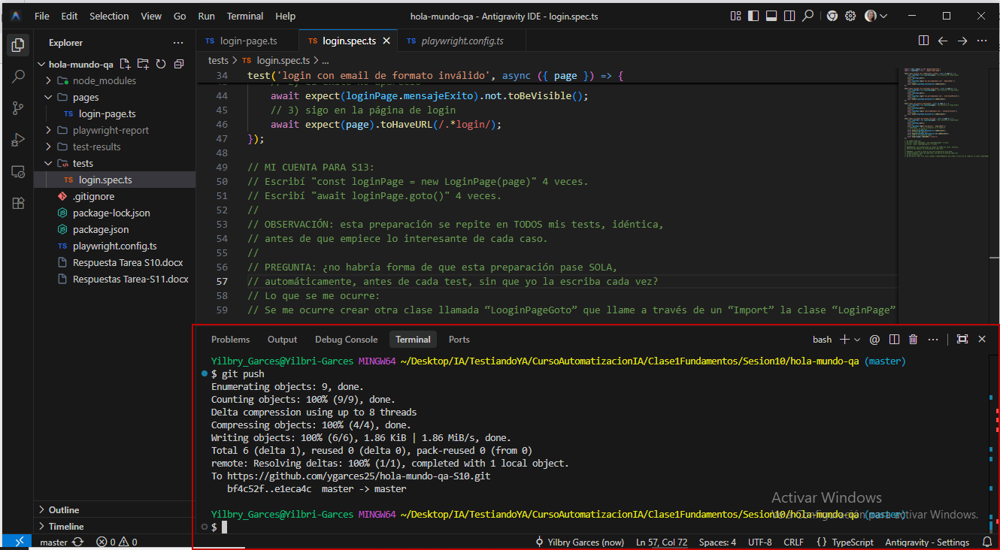 File Edit Selection View Go Run Terminal Help
hola-mundo-qa - Antigravity IDE - login.spec.ts
Explorer
hola-mundo-qa
node_modules
pages
TS login-page.ts
playwright-report
test-results
tests
TS login.spec.ts
.gitignore
package-lock.json
package.json
TS playwright.config.ts
Respuesta Tarea S10.docx
Respuestas Tarea-S11.docx
Outline
Timeline
TS login-page.ts
TS login.spec.ts
TS playwright.config.ts
tests > TS login.spec.ts > ...
34 test('login con email de formato inválido', async ({ page }) => {
44 await expect(loginPage.mensajeExito).not.toBeVisible();
45 // 3) sigo en la página de login
46 await expect(page).toHaveURL(/.*login/);
47 });
48
49 // MI CUENTA PARA S13:
50 // Escribí "const loginPage = new LoginPage(page)" 4 veces.
51 // Escribí "await loginPage.goto()" 4 veces.
52 //
53 // OBSERVACIÓN: esta preparación se repite en TODOS mis tests, idéntica,
54 // antes de que empiece lo interesante de cada caso.
55 //
56 // PREGUNTA: ¿no habría forma de que esta preparación pase SOLA,
57 // automáticamente, antes de cada test, sin que yo la escriba cada vez?
58 // Lo que se me ocurre:
59 // Se me ocurre crear otra clase llamada “LooginPageGoto” que llame a través de un “Import” la clase “LoginPage”
Problems Output Debug Console Terminal Ports
bash
Yilbry_Garces@Yilbri-Garces MINGW64 ~/Desktop/IA/TestiandoYA/CursoAutomatizacionIA/Clase1Fundamentos/Sesion10/hola-mundo-qa (master)
$ git push
Enumerating objects: 9, done.
Counting objects: 100% (9/9), done.
Delta compression using up to 8 threads
Compressing objects: 100% (4/4), done.
Writing objects: 100% (6/6), 1.86 KiB | 1.86 MiB/s, done.
Total 6 (delta 1), reused 0 (delta 0), pack-reused 0 (from 0)
remote: Resolving deltas: 100% (1/1), completed with 1 local object.
To https://github.com/ygarces25/hola-mundo-qa-S10.git
bf4c52f..e1eca4c master -> master
Activar Windows
Yilbry_Garces@Yilbri-Garces MINGW64 ~/Desktop/IA/TestiandoYA/CursoAutomatizacionIA/Clase1Fundamentos/Sesion10/hola-mundo-qa (master)
activar Windows.
$
master 0 0
Yilbry Garces (now) Ln 57, Col 72 Spaces: 4 UTF-8 CRLF {} TypeScript Antigravity - Settings